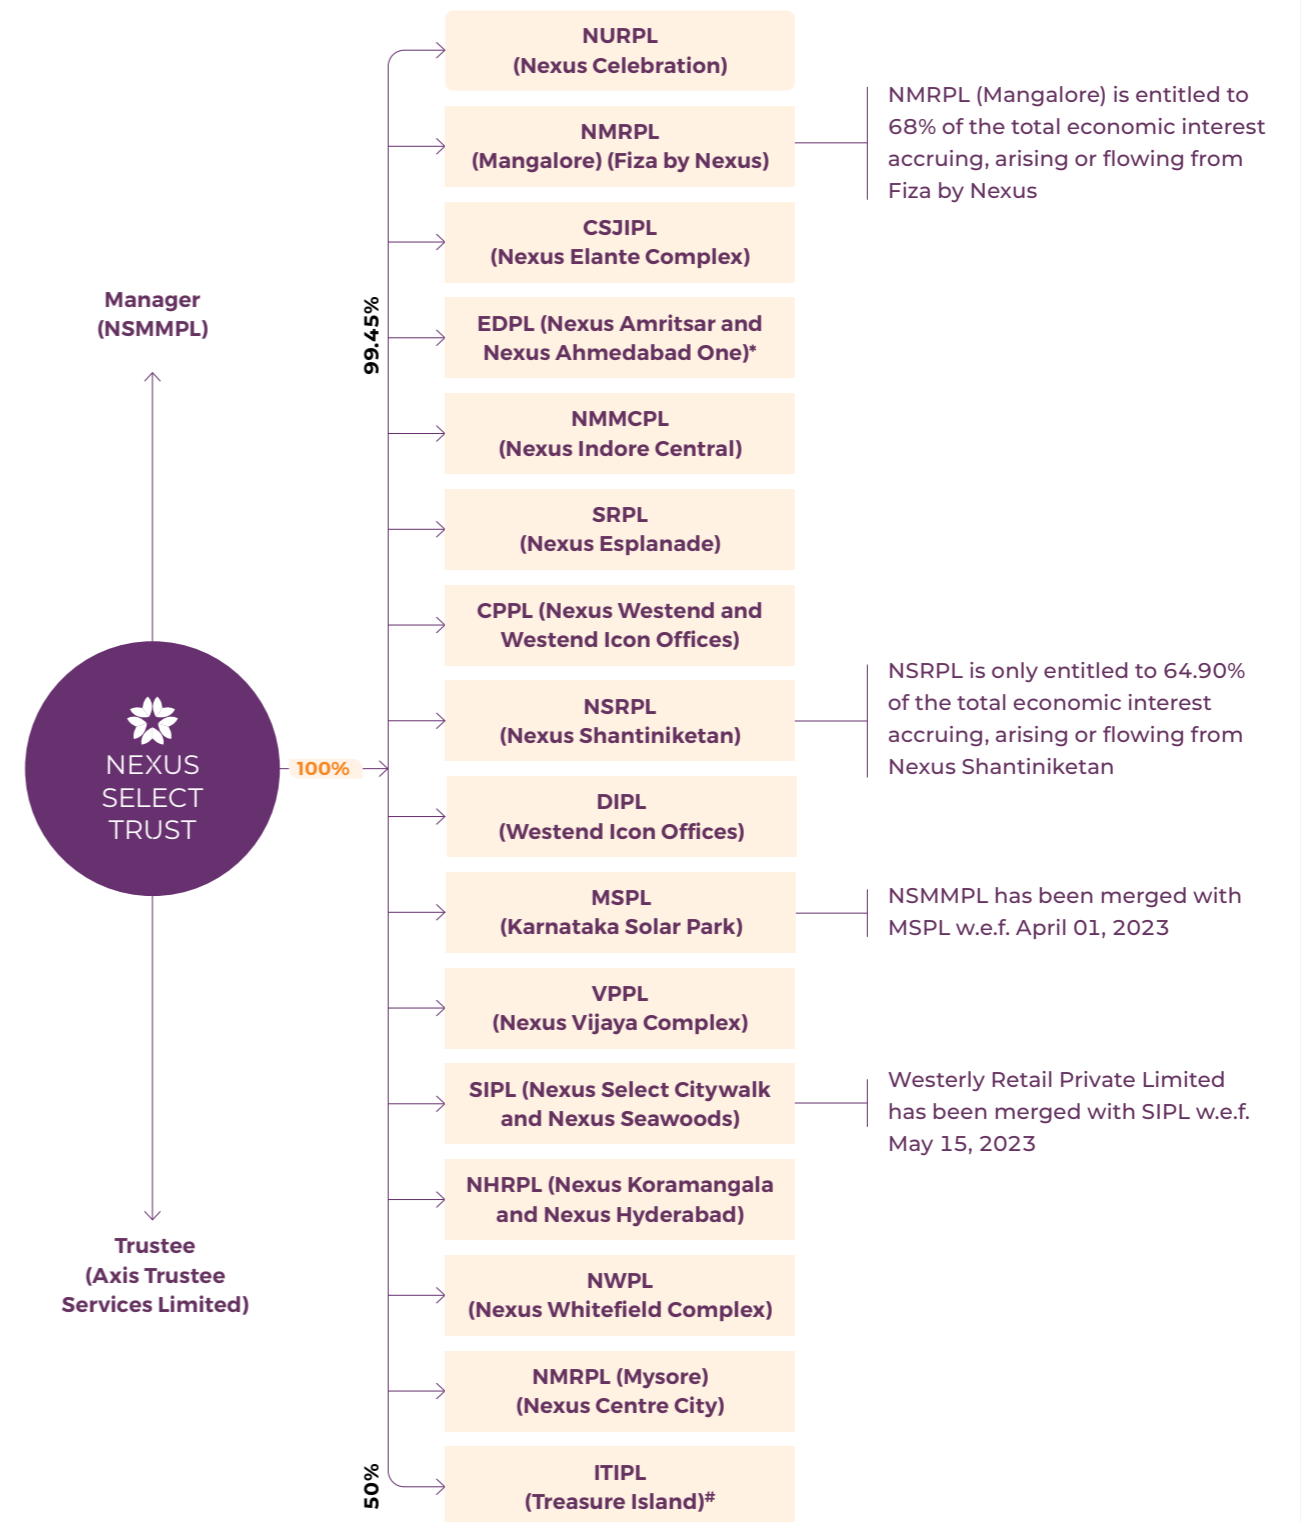 NURPL
(Nexus Celebration)
NMRPL
(Mangalore) (Fiza by Nexus)
NMRPL (Mangalore) is entitled to
68% of the total economic interest
accruing, arising or flowing from
Fiza by Nexus
CSJIPL
(Nexus Elante Complex)
Manager
(NSMMPL)
99.45%
EDPL (Nexus Amritsar and
Nexus Ahmedabad One)*
NMMCPL
(Nexus Indore Central)
SRPL
(Nexus Esplanade)
CPPL (Nexus Westend and
Westend Icon Offices)
NSRPL
(Nexus Shantiniketan)
NSRPL is only entitled to 64.90%
of the total economic interest
accruing, arising or flowing from
Nexus Shantiniketan
NEXUS
SELECT
TRUST
100%
DIPL
(Westend Icon Offices)
MSPL
(Karnataka Solar Park)
NSMMPL has been merged with
MSPL w.e.f. April 01, 2023
VPPL
(Nexus Vijaya Complex)
SIPL (Nexus Select Citywalk
and Nexus Seawoods)
Westerly Retail Private Limited
has been merged with SIPL w.e.f.
May 15, 2023
NHRPL (Nexus Koramangala
and Nexus Hyderabad)
Trustee
(Axis Trustee
Services Limited)
NWPL
(Nexus Whitefield Complex)
NMRPL (Mysore)
(Nexus Centre City)
50%
ITIPL
(Treasure Island)#